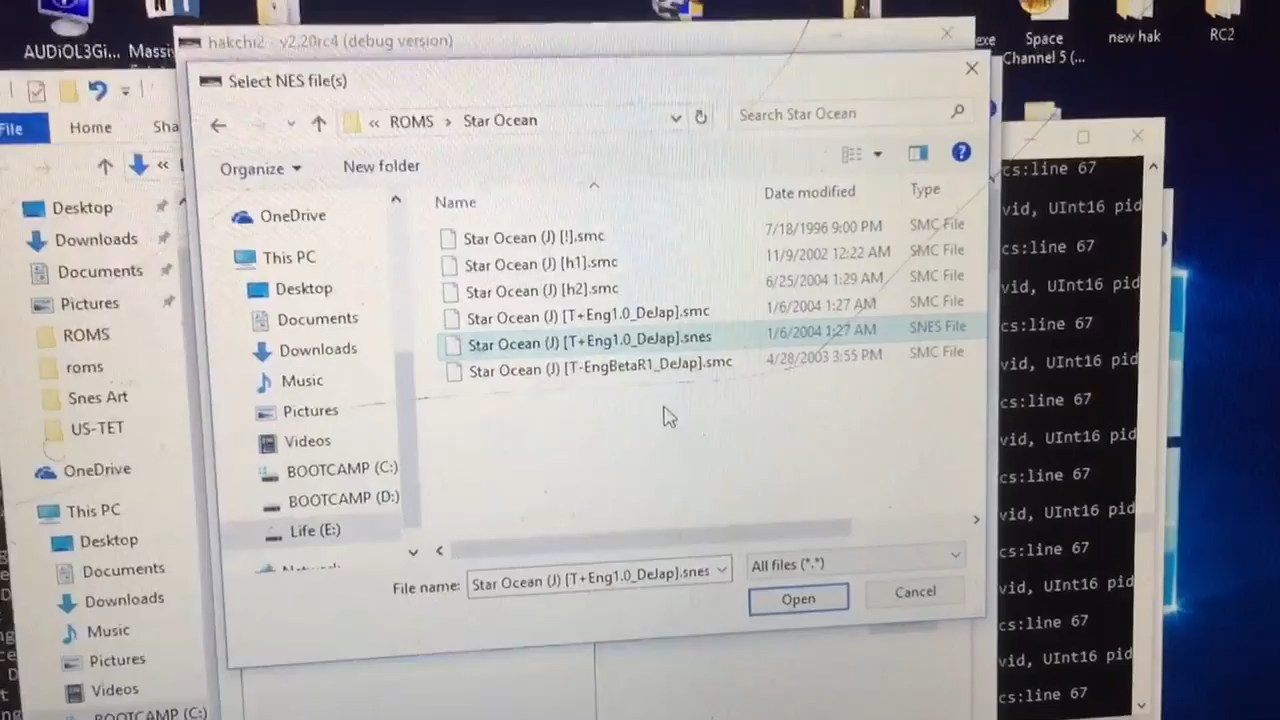 AUDiOL3Gi...
Massiv
Space
Channel 5 (...
new hak
RC2
hakchi2 - v2,20rc4 (debug version)
Select NES file(s)
ROMS > Star Ocean
Search Star Ocean
Organize
New folder
File
Home
Sha
Name
Date modified
Type
Star Ocean (J) [!].smc 7/18/1996 9:00 PM SMC File
Star Ocean (J) [h1].smc 11/9/2002 12:22 AM SMC File
Star Ocean (J) [h2].smc 6/25/2004 1:29 AM SMC File
Star Ocean (J) [T+Eng1.0_DeJap].smc 1/6/2004 1:27 AM SMC File
Star Ocean (J) [T+Eng1.0_DeJap].snes 1/6/2004 1:27 AM SNES File
Star Ocean (J) [T-EngBetaR1_DeJap].smc 4/28/2003 3:55 PM SMC File
OneDrive
This PC
Desktop
Documents
Downloads
Music
Pictures
Videos
BOOTCAMP (C:)
BOOTCAMP (D:)
Life (E:)
File name: Star Ocean (J) [T+Eng1.0_DeJap].snes
All files (*.*)
Open
Cancel
Desktop
Downloads
Documents
Pictures
ROMS
roms
Snes Art
US-TET
OneDrive
This PC
Desktop
Documents
Downloads
Music
Pictures
Videos
BOOTCAMP (C:)
cs:line 67
vid, UInt16 pid
cs:line 67
vid, UInt16 pid
cs:line 67
vid, UInt16 pid
cs:line 67
vid, UInt16 pid
cs:line 67
vid, UInt16 pid
cs:line 67
vid, UInt16 pid
cs:line 67
vid, UInt16 pid
cs:line 67